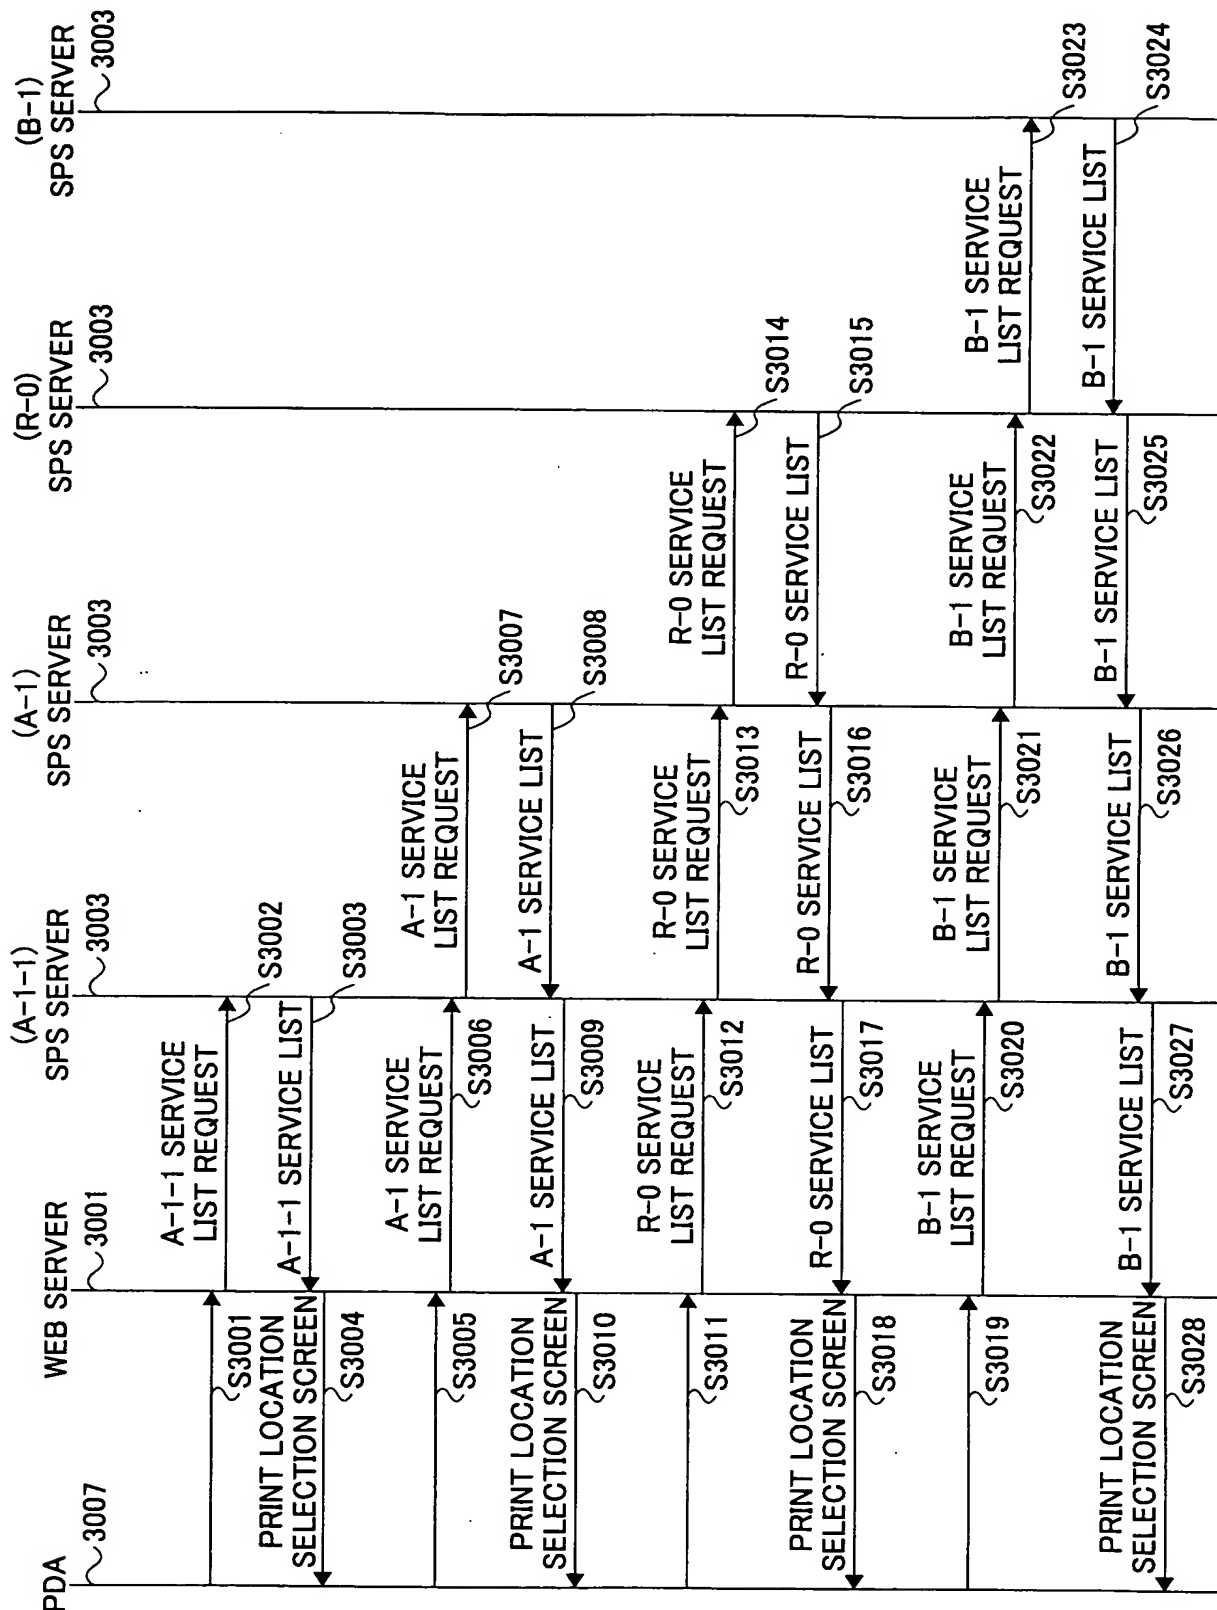 PDA
3007
WEB SERVER
3001
(A-1-1)
SPS SERVER
3003
(A-1)
SPS SERVER
3003
(R-0)
SPS SERVER
3003
(B-1)
SPS SERVER
3003
S3001
A-1-1 SERVICE
LIST REQUEST
S3002
A-1-1 SERVICE LIST
S3003
PRINT LOCATION
SELECTION SCREEN
S3004
S3005
A-1 SERVICE
LIST REQUEST
S3006
A-1 SERVICE
LIST REQUEST
S3007
A-1 SERVICE LIST
S3008
A-1 SERVICE LIST
S3009
PRINT LOCATION
SELECTION SCREEN
S3010
S3011
R-0 SERVICE
LIST REQUEST
S3012
R-0 SERVICE
LIST REQUEST
S3013
R-0 SERVICE
LIST REQUEST
S3014
R-0 SERVICE LIST
S3015
R-0 SERVICE LIST
S3016
R-0 SERVICE LIST
S3017
PRINT LOCATION
SELECTION SCREEN
S3018
S3019
B-1 SERVICE
LIST REQUEST
S3020
B-1 SERVICE
LIST REQUEST
S3021
B-1 SERVICE
LIST REQUEST
S3022
B-1 SERVICE
LIST REQUEST
S3023
B-1 SERVICE LIST
S3024
B-1 SERVICE LIST
S3025
B-1 SERVICE LIST
S3026
B-1 SERVICE LIST
S3027
PRINT LOCATION
SELECTION SCREEN
S3028